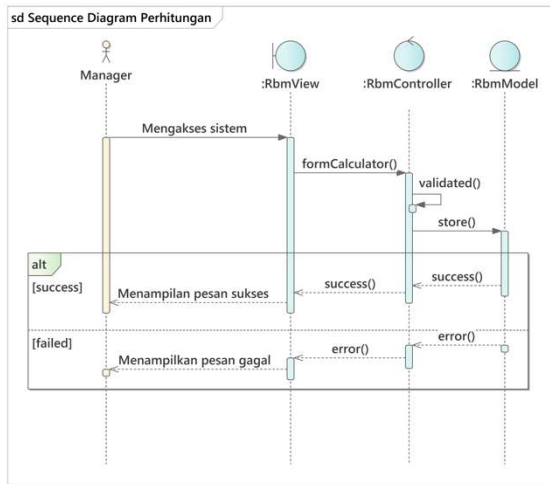 sd Sequence Diagram Perhitungan
Manager
:RbmView
:RbmController
:RbmModel
Mengakses sistem
formCalculator()
validated()
store()
alt
[success]
success()
success()
Menampilan pesan sukses
[failed]
error()
error()
Menampilkan pesan gagal